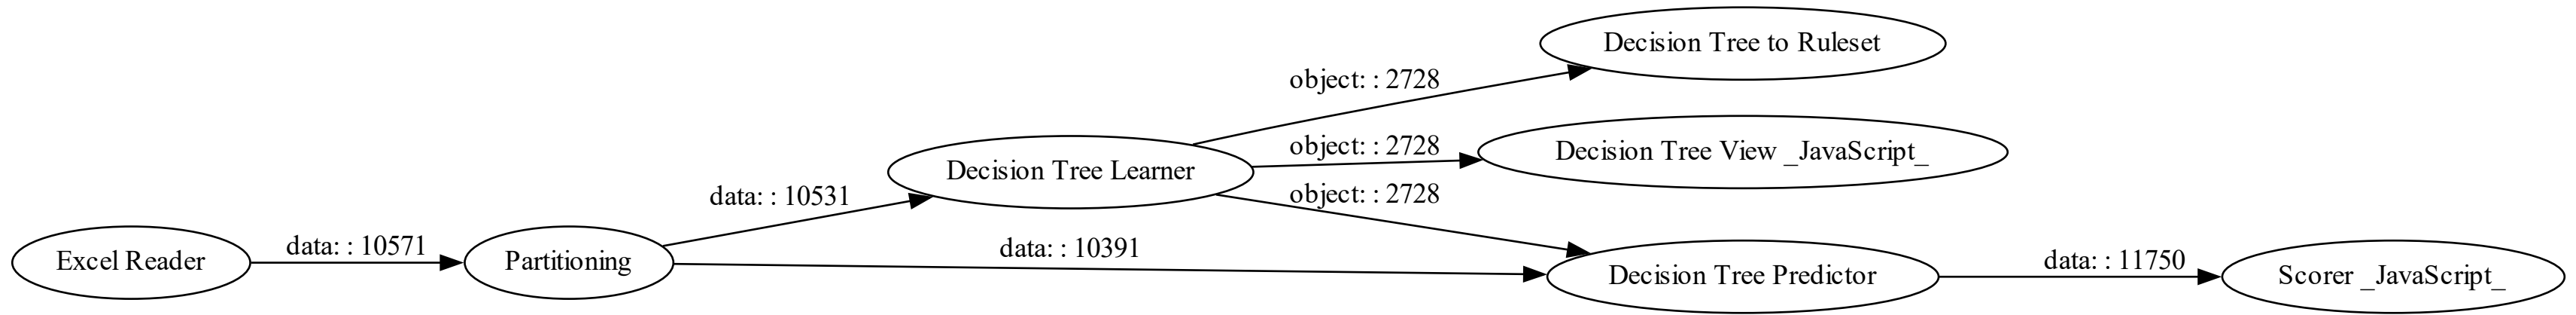 Decision Tree to Ruleset
object: : 2728
Decision Tree View _JavaScript_
object: : 2728
Decision Tree Learner
object: : 2728
data: : 10531
Excel Reader
data: : 10571
Partitioning
data: : 10391
Decision Tree Predictor
data: : 11750
Scorer _JavaScript_